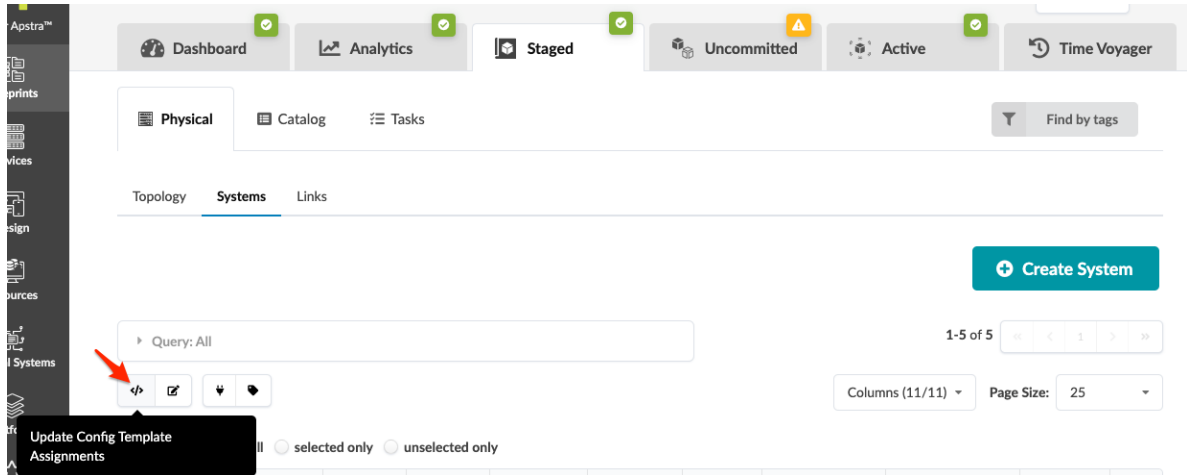 Apstra™
Dashboard
Analytics
Staged
Uncommitted
Active
Time Voyager
Physical
Catalog
Tasks
Find by tags
Topology
Systems
Links
Create System
Query: All
1-5 of 5
1
</>
Columns (11/11)
Page Size:
25
Update Config Template
Assignments
selected only
unselected only
Systems